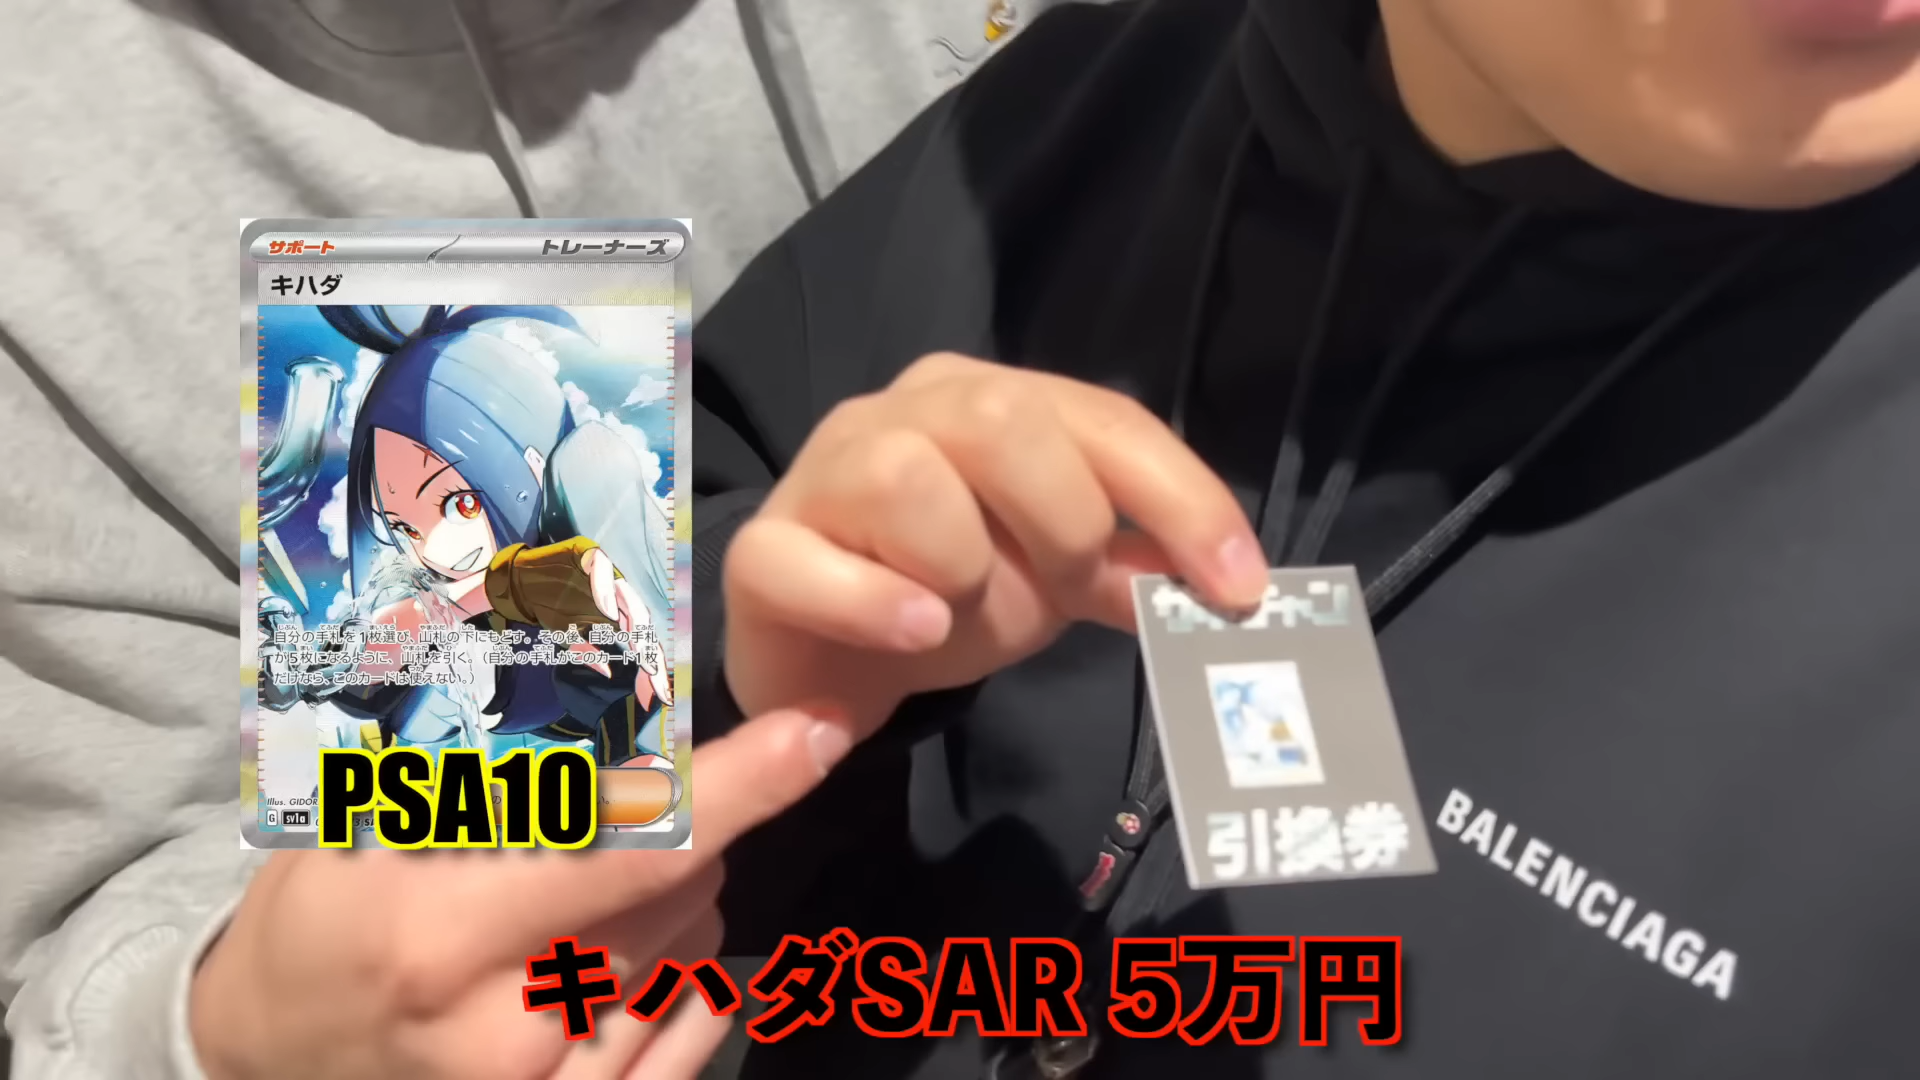 サポート
トレーナーズ
キハダ
自分の手札を1枚選び、山札の下にもどす。その後、自分の手札
が5枚になるように、山札を引く。（自分の手札がこのカード1枚
だけなら、このカードは使えない。）
Illus. GIDOR
G sv1a
PSA10
引換券
BALENCIAGA
キハダSAR 5万円